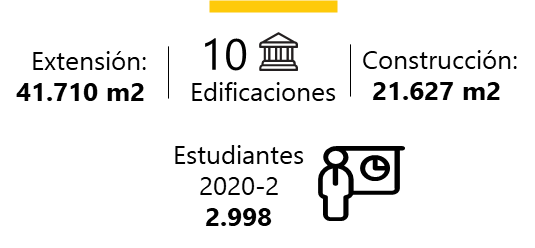 Extensión:
41.710 m2
10
Edificaciones
Construcción:
21.627 m2
Estudiantes
2020-2
2.998